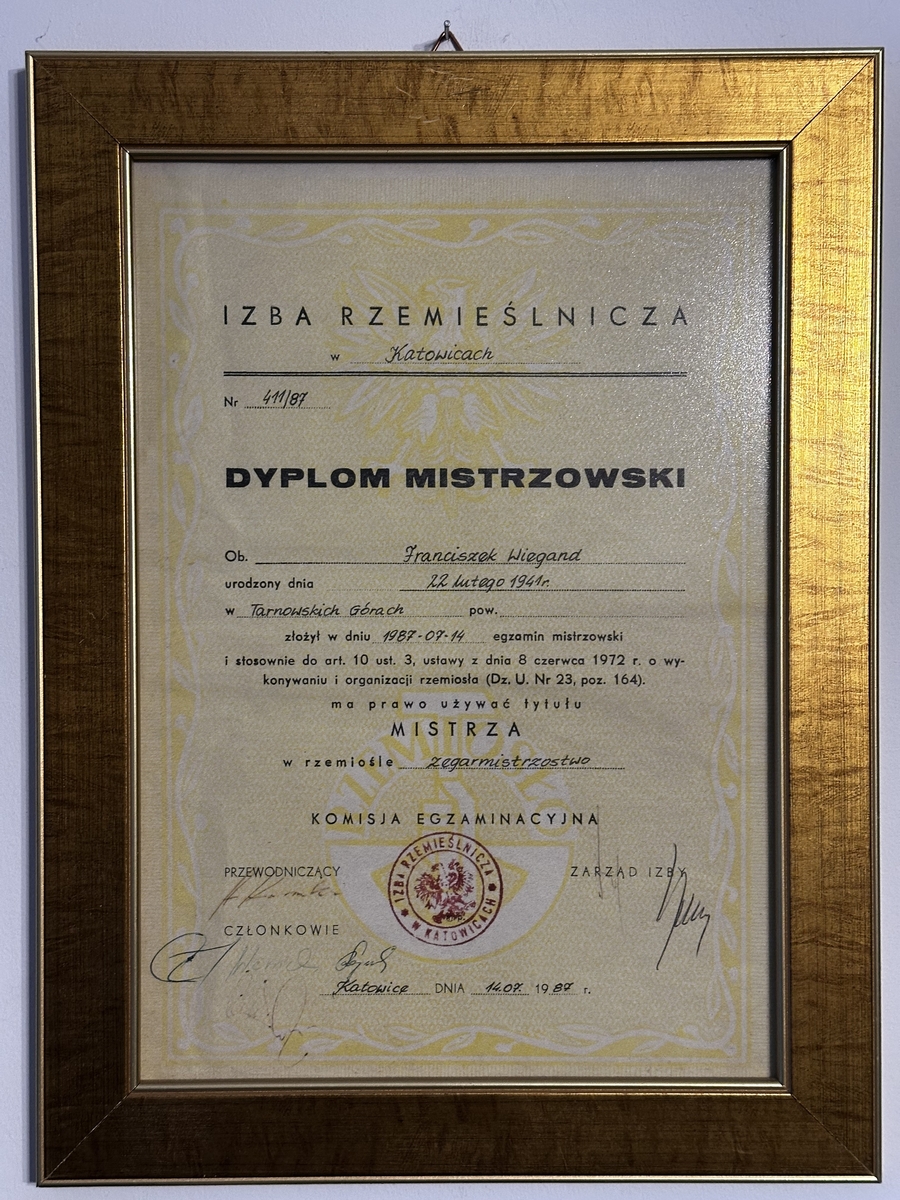 IZBA RZEMIEŚLNICZA
w Katowicach
Nr 411/87
DYPLOM MISTRZOWSKI
Ob. Franciszek Wiegand
urodzony dnia 22 lutego 1941r.
w Tarnowskich Górach pow.
złożył w dniu 1987-07-14 egzamin mistrzowski
i stosownie do art. 10 ust. 3, ustawy z dnia 8 czerwca 1972 r. o wy-
konywaniu i organizacji rzemiosła (Dz. U. Nr 23, poz. 164).
ma prawo używać tytułu
MISTRZA
w rzemiośle zegarmistrzostwo
RZEMIOSŁO
KOMISJA EGZAMINACYJNA
PRZEWODNICZĄCY
ZARZĄD IZBY
IZBA RZEMIEŚLNICZA
W KATOWICACH
CZŁONKOWIE
Katowice DNIA 14.07. 1987 r.